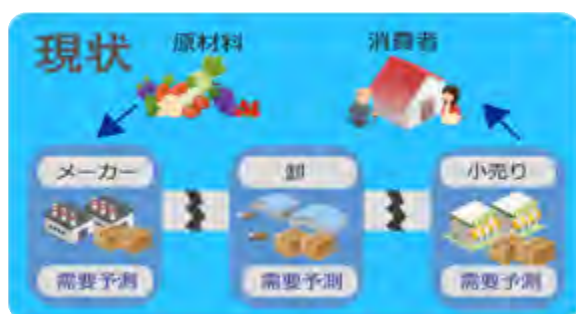 現状
原材料
消費者
メーカー
卸
小売り
需要予測
需要予測
需要予測